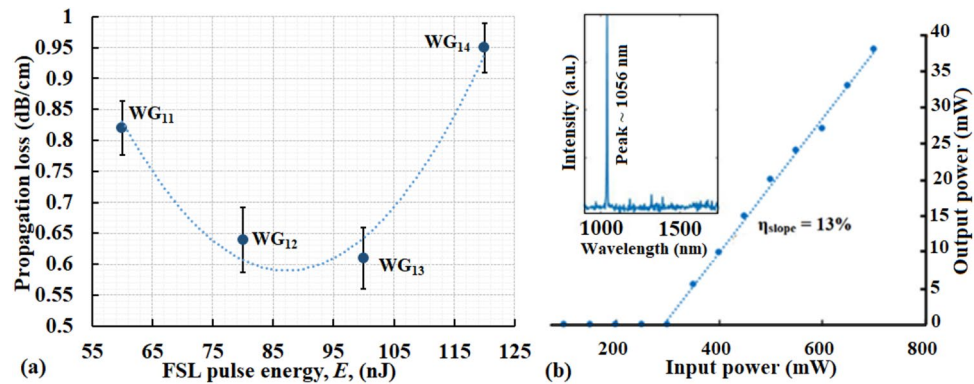 1
0.95
0.9
0.85
0.8
0.75
0.7
0.65
0.6
0.55
0.5
Propagation loss (dB/cm)
WG11
WG12
WG13
WG14
55 65 75 85 95 105 115 125
(a) FSL pulse energy, E, (nJ)
Intensity (a.u.)
Peak ~ 1056 nm
1000 1500
Wavelength (nm)
ηslope = 13%
40
35
30
25
20
15
10
5
0
Output power (mW)
200 400 600 800
(b) Input power (mW)